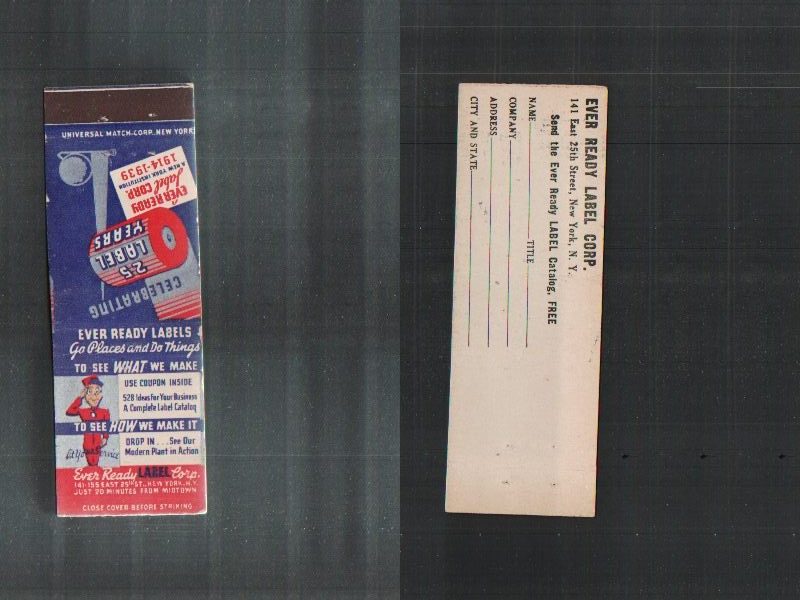 UNIVERSAL MATCH-CORP. NEW YORK
EVER READY
Label CORP.
A NEW YORK INSTITUTION
1914-1939
CELEBRATING
25
LABEL
YEARS
EVER READY LABELS
Go Places and Do Things
TO SEE WHAT WE MAKE
USE COUPON INSIDE
528 Ideas For Your Business
A Complete Label Catalog
TO SEE HOW WE MAKE IT
At Your Service
DROP IN... See Our
Modern Plant in Action
Ever Ready LABEL Corp.
141-155 EAST 25TH ST., NEW YORK, N.Y.
JUST 20 MINUTES FROM MIDTOWN
CLOSE COVER BEFORE STRIKING
EVER READY LABEL CORP.
141 East 25th Street, New York, N. Y.
Send the Ever Ready LABEL Catalog, FREE
NAME TITLE
COMPANY
ADDRESS
CITY AND STATE